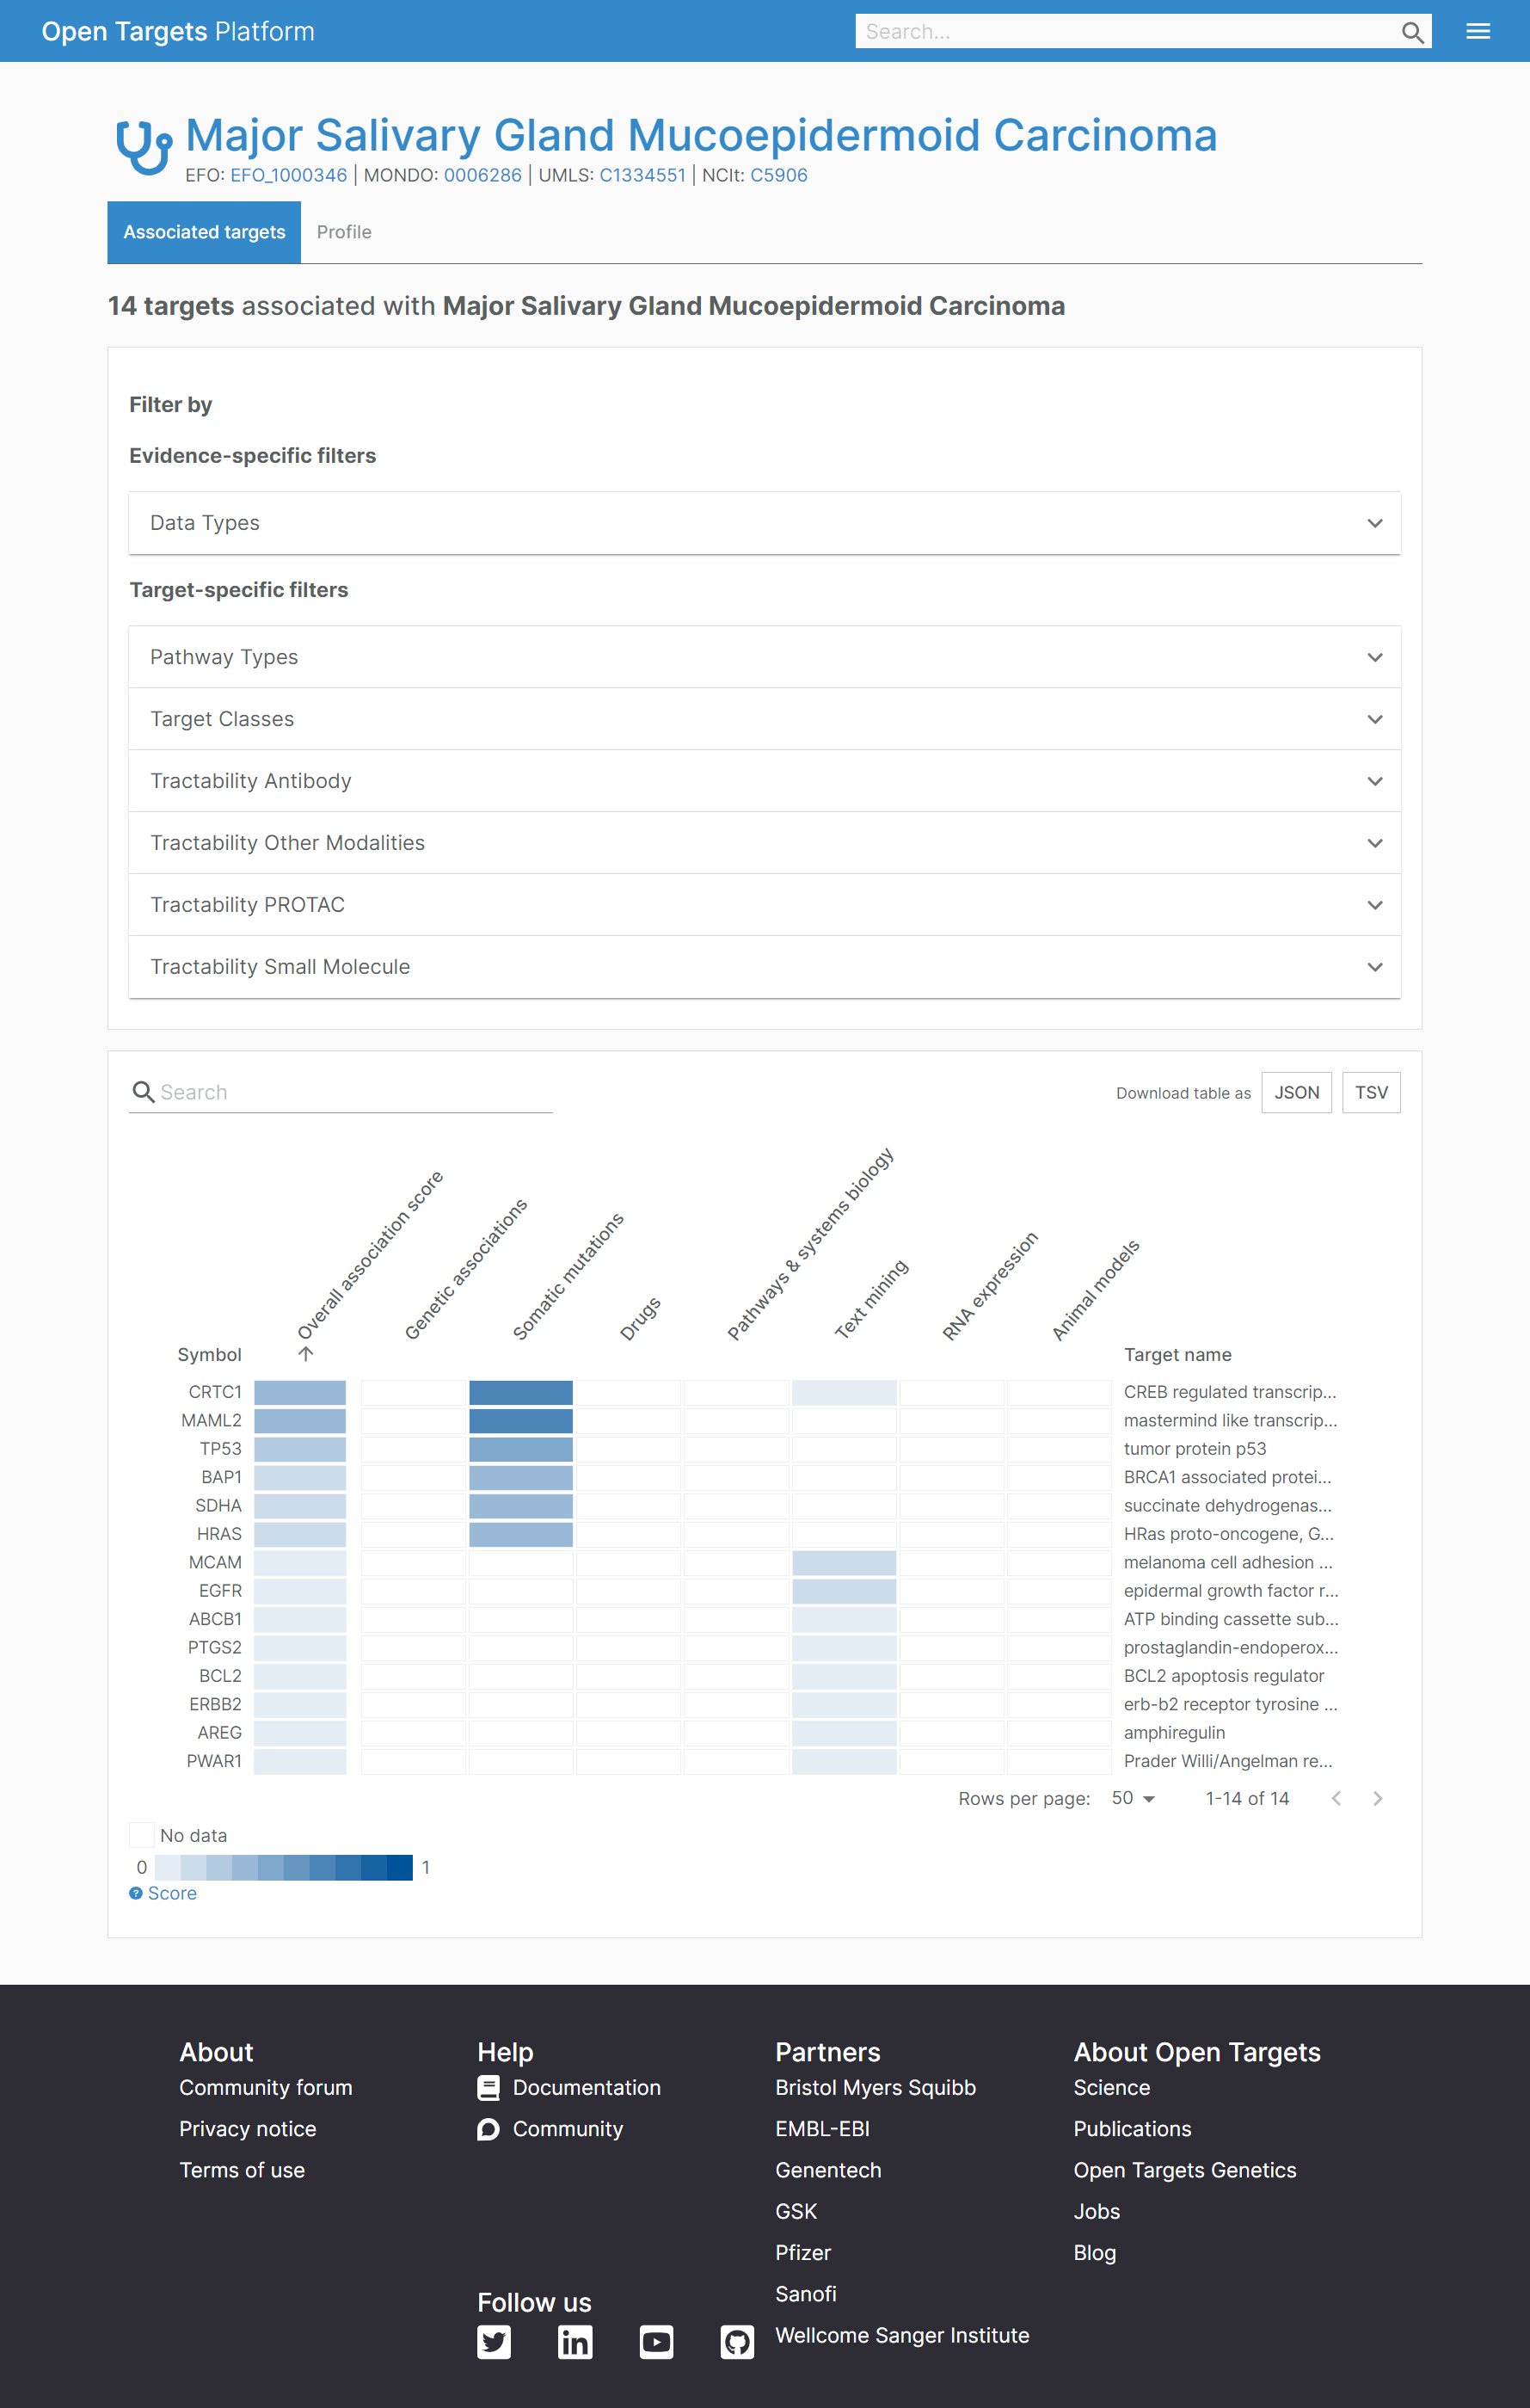 Open Targets Platform
Search...
Major Salivary Gland Mucoepidermoid Carcinoma
EFO: EFO_1000346 | MONDO: 0006286 | UMLS: C1334551 | NCIt: C5906
Associated targets
Profile
14 targets associated with Major Salivary Gland Mucoepidermoid Carcinoma
Filter by
Evidence-specific filters
Data Types
Target-specific filters
Pathway Types
Target Classes
Tractability Antibody
Tractability Other Modalities
Tractability PROTAC
Tractability Small Molecule
Search
Download table as
JSON
TSV
Symbol
Overall association score
Genetic associations
Somatic mutations
Drugs
Pathways & systems biology
Text mining
RNA expression
Animal models
Target name
CRTC1 CREB regulated transcrip...
MAML2 mastermind like transcrip...
TP53 tumor protein p53
BAP1 BRCA1 associated protei...
SDHA succinate dehydrogenas...
HRAS HRas proto-oncogene, G...
MCAM melanoma cell adhesion ...
EGFR epidermal growth factor r...
ABCB1 ATP binding cassette sub...
PTGS2 prostaglandin-endoperox...
BCL2 BCL2 apoptosis regulator
ERBB2 erb-b2 receptor tyrosine ...
AREG amphiregulin
PWAR1 Prader Willi/Angelman re...
Rows per page: 50 1-14 of 14
No data
0 1
? Score
About
Community forum
Privacy notice
Terms of use
Help
Documentation
Community
Follow us
Partners
Bristol Myers Squibb
EMBL-EBI
Genentech
GSK
Pfizer
Sanofi
Wellcome Sanger Institute
About Open Targets
Science
Publications
Open Targets Genetics
Jobs
Blog